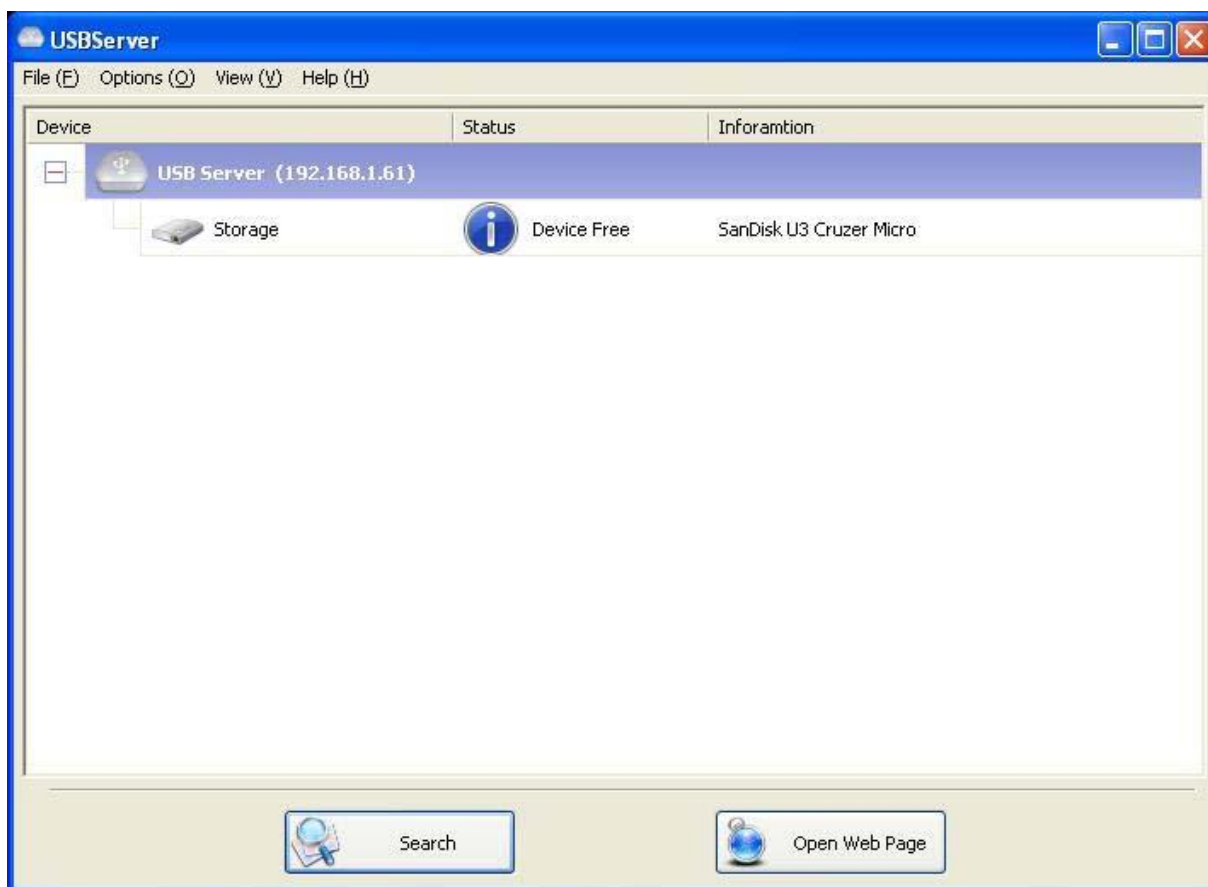 USBServer
File (F) Options (O) View (V) Help (H)
Device Status Inforamtion
USB Server (192.168.1.61)
Storage Device Free SanDisk U3 Cruzer Micro
Search Open Web Page